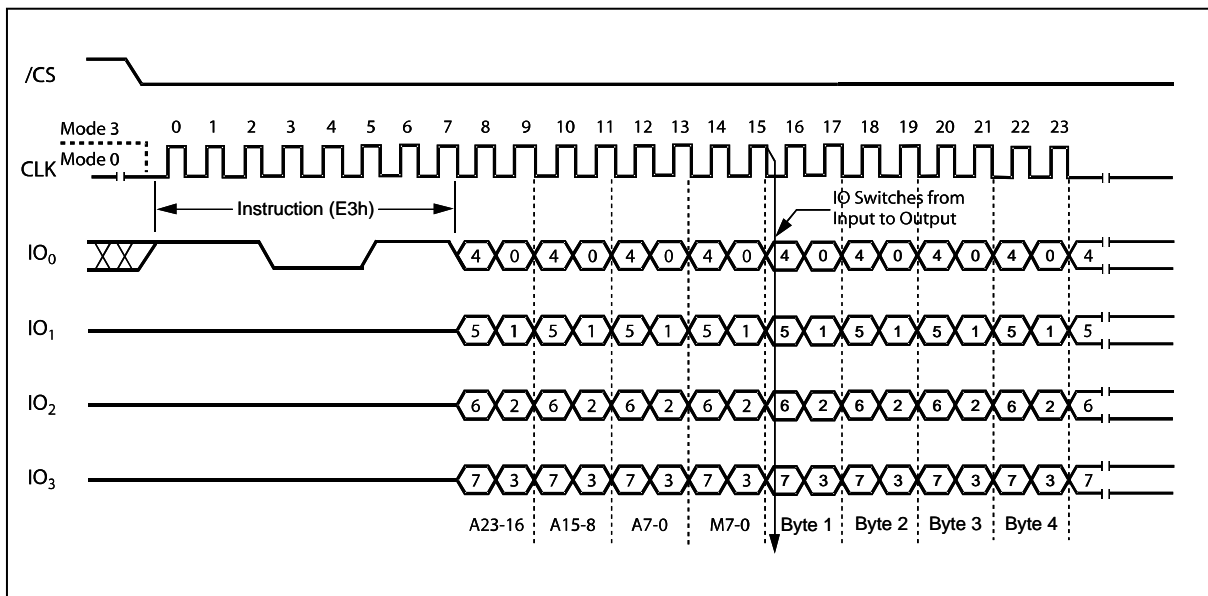 /CS
Mode 3
0 1 2 3 4 5 6 7 8 9 10 11 12 13 14 15 16 17 18 19 20 21 22 23
Mode 0
CLK
Instruction (E3h)
IO Switches from
Input to Output
IO0 4 0 4 0 4 0 4 0 4 0 4 0 4 0 4 0 4
IO1 5 1 5 1 5 1 5 1 5 1 5 1 5 1 5 1 5
IO2 6 2 6 2 6 2 6 2 6 2 6 2 6 2 6 2 6
IO3 7 3 7 3 7 3 7 3 7 3 7 3 7 3 7 3 7
A23-16 A15-8 A7-0 M7-0 Byte 1 Byte 2 Byte 3 Byte 4